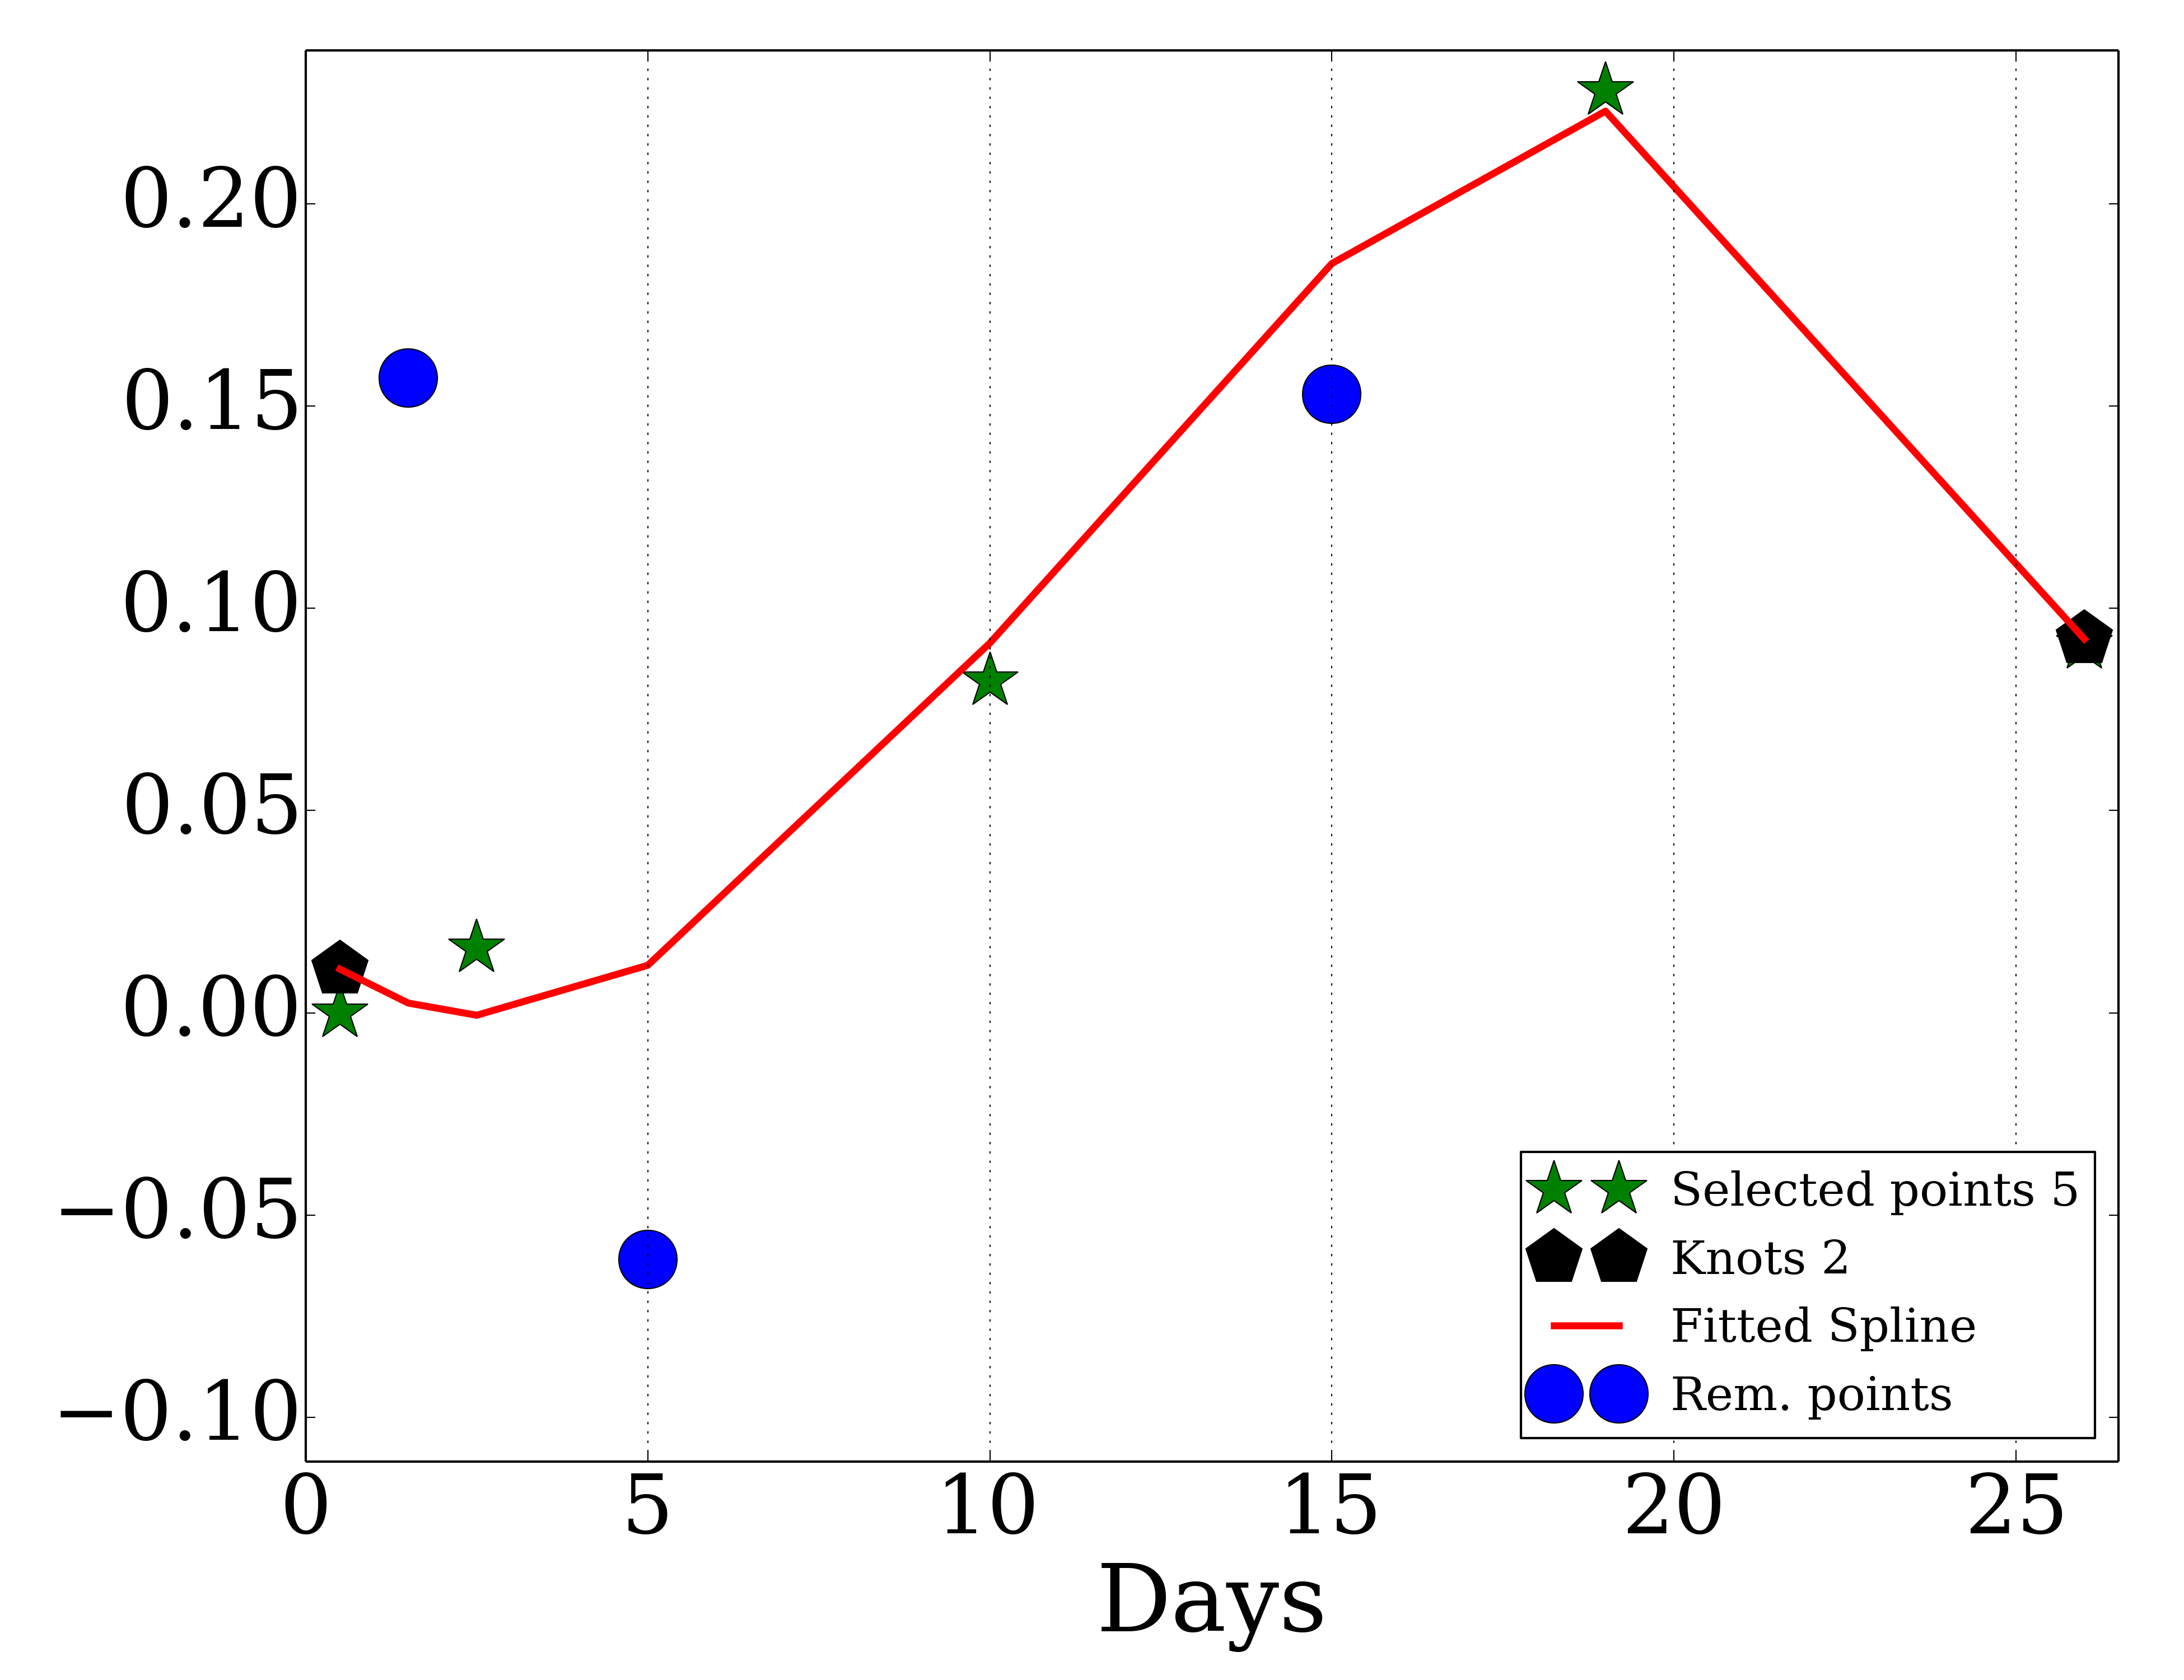 0.20
0.15
0.10
0.05
0.00
−0.05
−0.10
0 5 10 15 20 25
Days
Selected points 5
Knots 2
Fitted Spline
Rem. points